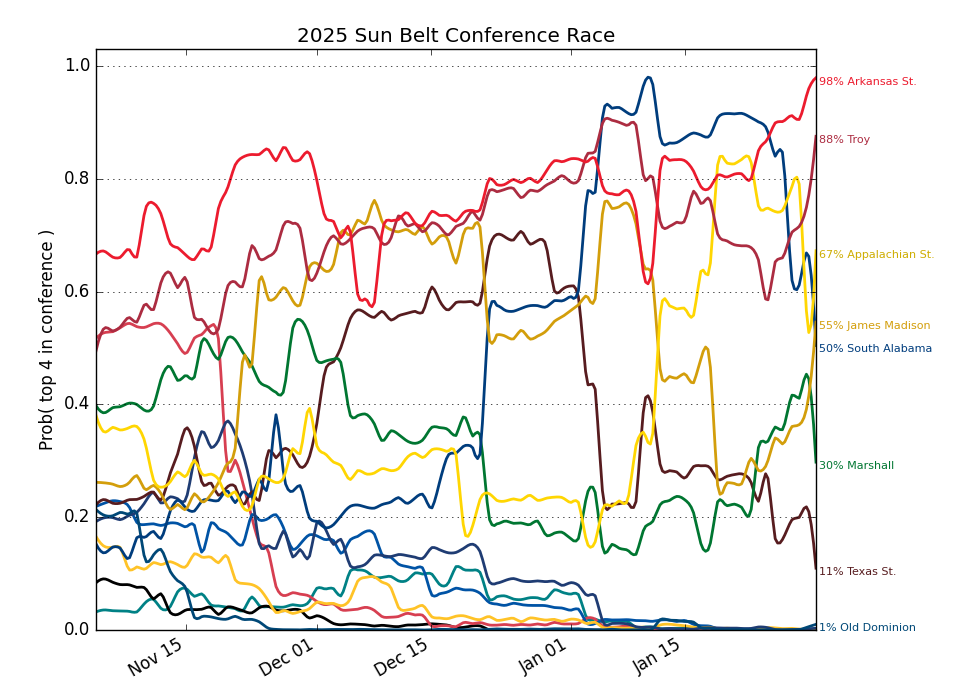 2025 Sun Belt Conference Race
Prob( top 4 in conference )
1.0
0.8
0.6
0.4
0.2
0.0
Nov 15
Dec 01
Dec 15
Jan 01
Jan 15
98% Arkansas St.
88% Troy
67% Appalachian St.
55% James Madison
50% South Alabama
30% Marshall
11% Texas St.
1% Old Dominion